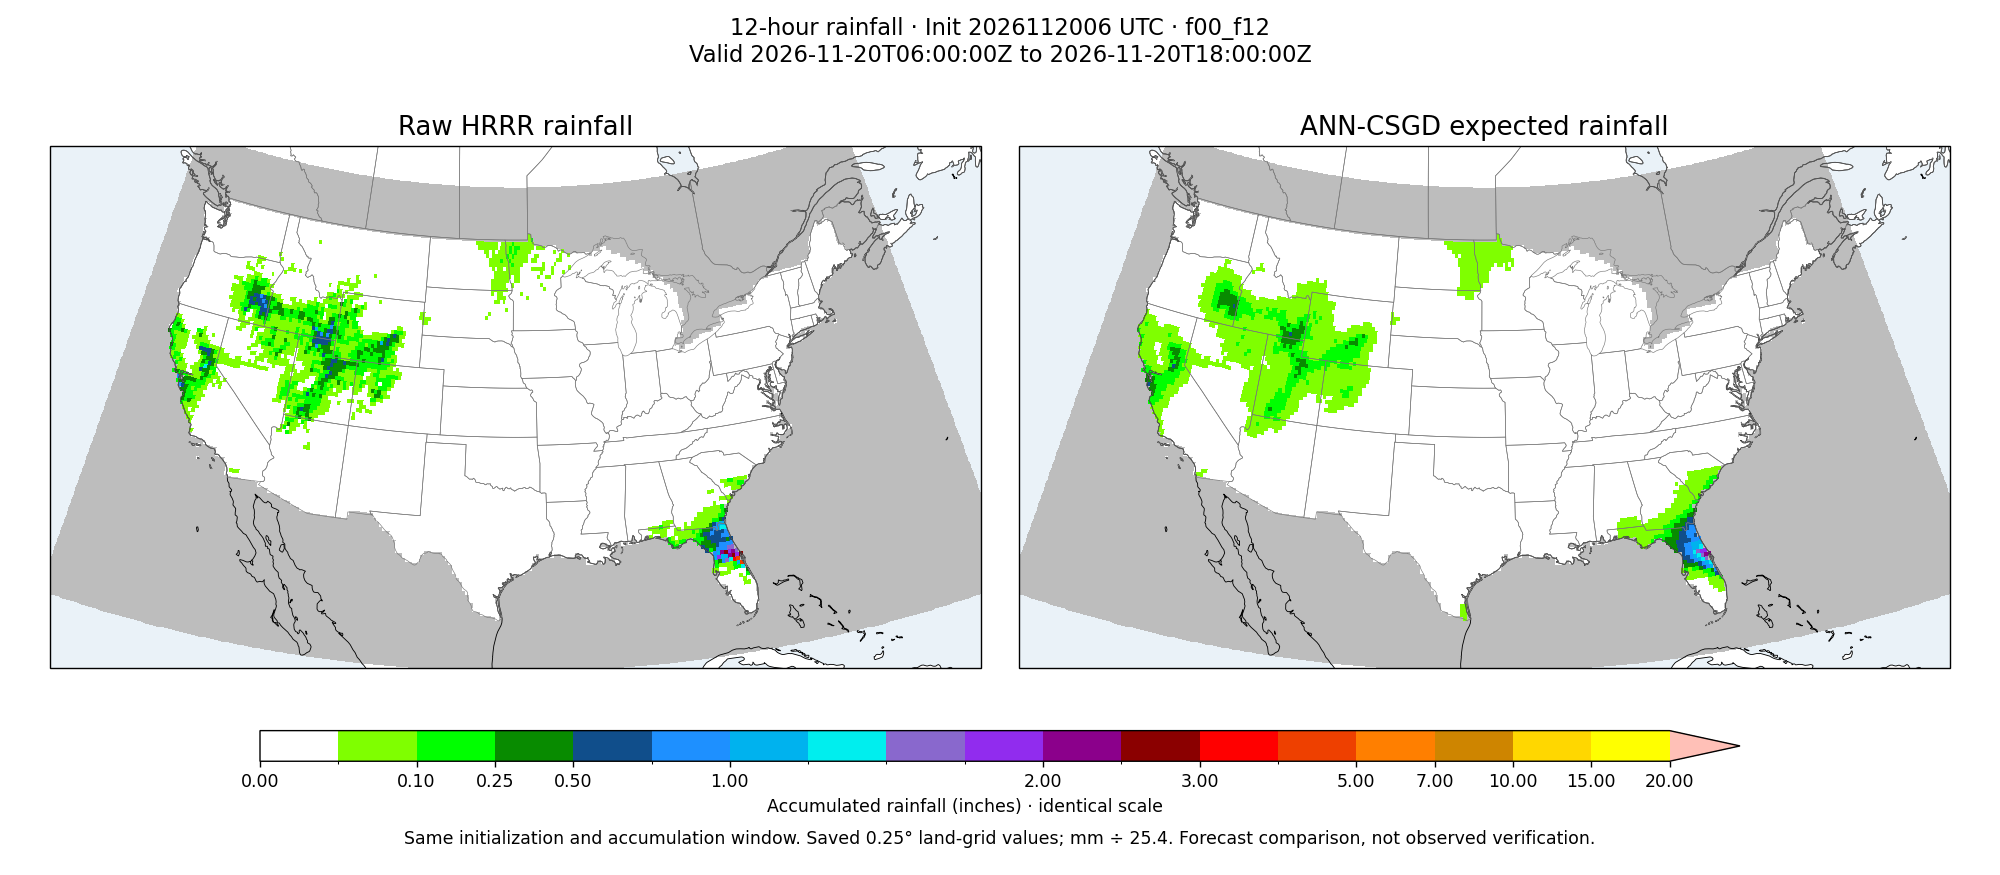 12-hour rainfall · Init 2026112006 UTC · f00_f12
Valid 2026-11-20T06:00:00Z to 2026-11-20T18:00:00Z
Raw HRRR rainfall
ANN-CSGD expected rainfall
0.00 0.10 0.25 0.50 1.00 2.00 3.00 5.00 7.00 10.00 15.00 20.00
Accumulated rainfall (inches) · identical scale
Same initialization and accumulation window. Saved 0.25° land-grid values; mm ÷ 25.4. Forecast comparison, not observed verification.